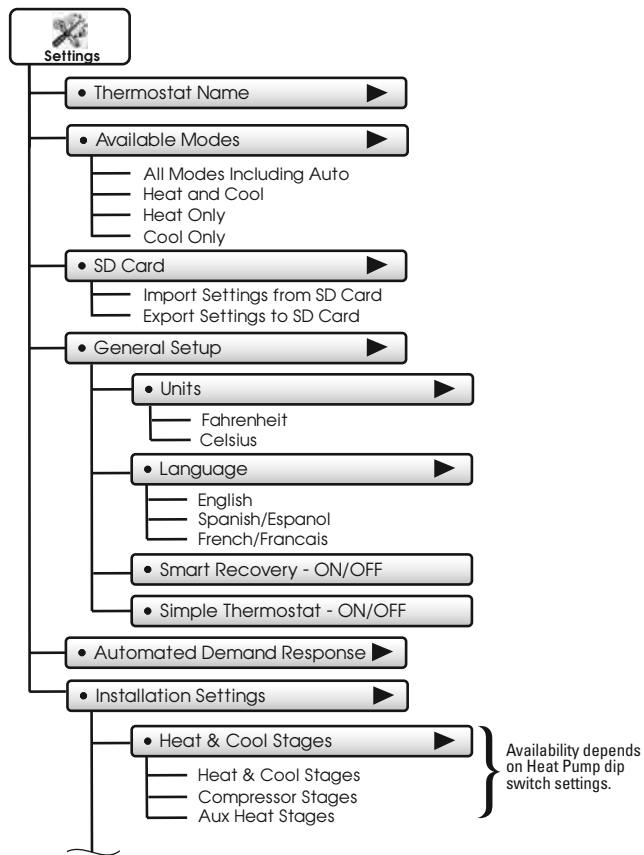 Settings
• Thermostat Name
• Available Modes
All Modes Including Auto
Heat and Cool
Heat Only
Cool Only
• SD Card
Import Settings from SD Card
Export Settings to SD Card
• General Setup
• Units
Fahrenheit
Celsius
• Language
English
Spanish/Espanol
French/Francais
• Smart Recovery - ON/OFF
• Simple Thermostat - ON/OFF
• Automated Demand Response
• Installation Settings
• Heat & Cool Stages
Heat & Cool Stages
Compressor Stages
Aux Heat Stages
Availability depends
on Heat Pump dip
switch settings.